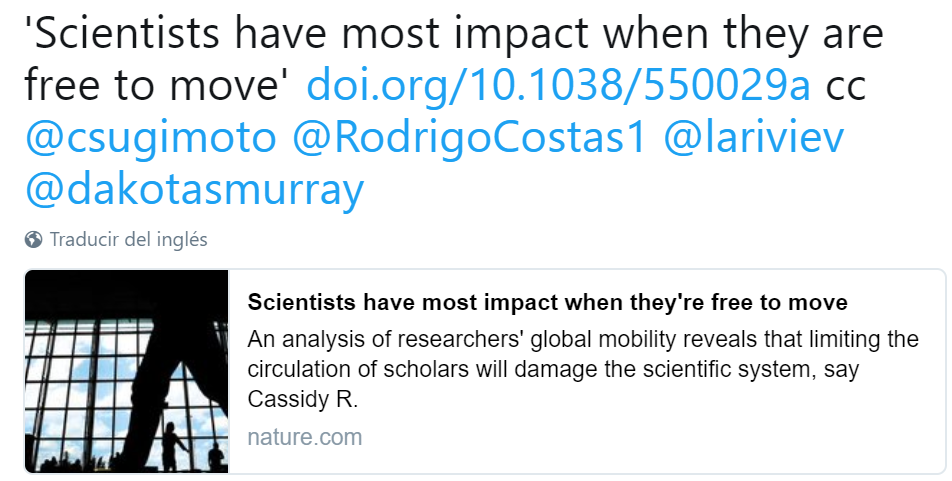 'Scientists have most impact when they are
free to move' doi.org/10.1038/550029a cc
@csugimoto @RodrigoCostas1 @lariviev
@dakotasmurray
Traducir del inglés
Scientists have most impact when they're free to move
An analysis of researchers' global mobility reveals that limiting the
circulation of scholars will damage the scientific system, say
Cassidy R.
nature.com